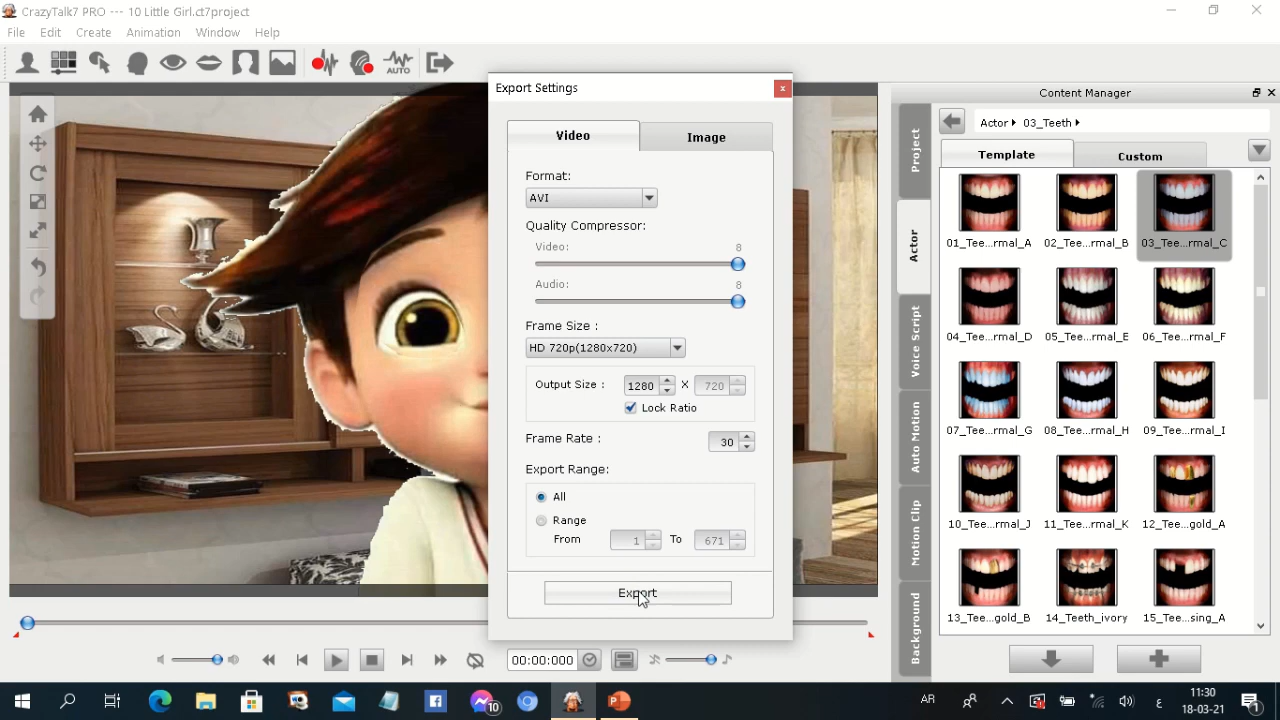 CrazyTalk7 PRO --- 10 Little Girl.ct7project
File Edit Create Animation Window Help
AUTO
Export Settings
Video Image
Format:
AVI
Quality Compressor:
Video: 8
Audio: 8
Frame Size :
HD 720p(1280x720)
Output Size : 1280 X 720
Lock Ratio
Frame Rate : 30
Export Range:
All
Range
From 1 To 671
Export
00:00:000
Content Manager
Project
Actor
Voice Script
Auto Motion
Motion Clip
Background
Actor 03_Teeth
Template Custom
01_Tee...rmal_A 02_Tee...rmal_B 03_Tee...rmal_C
04_Tee...rmal_D 05_Tee...rmal_E 06_Tee...rmal_F
07_Tee...rmal_G 08_Tee...rmal_H 09_Tee...rmal_I
10_Tee...rmal_J 11_Tee...rmal_K 12_Tee...gold_A
13_Tee...gold_B 14_Teeth_ivory 15_Tee...sing_A
10
AR ع 11:30
18-03-21
1